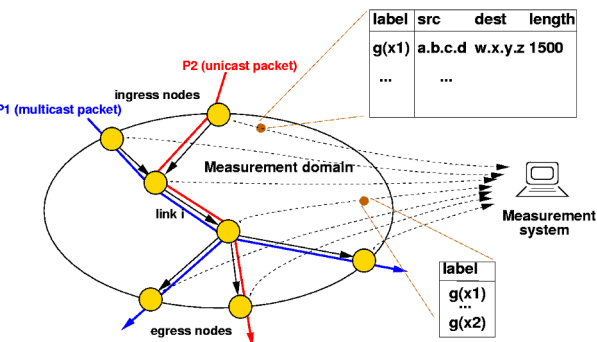 label src dest length
g(x1) a.b.c.d w.x.y.z 1500
... ...
P2 (unicast packet)
ingress nodes
P1 (multicast packet)
Measurement domain
link i
Measurement
system
label
g(x1)
...
g(x2)
egress nodes